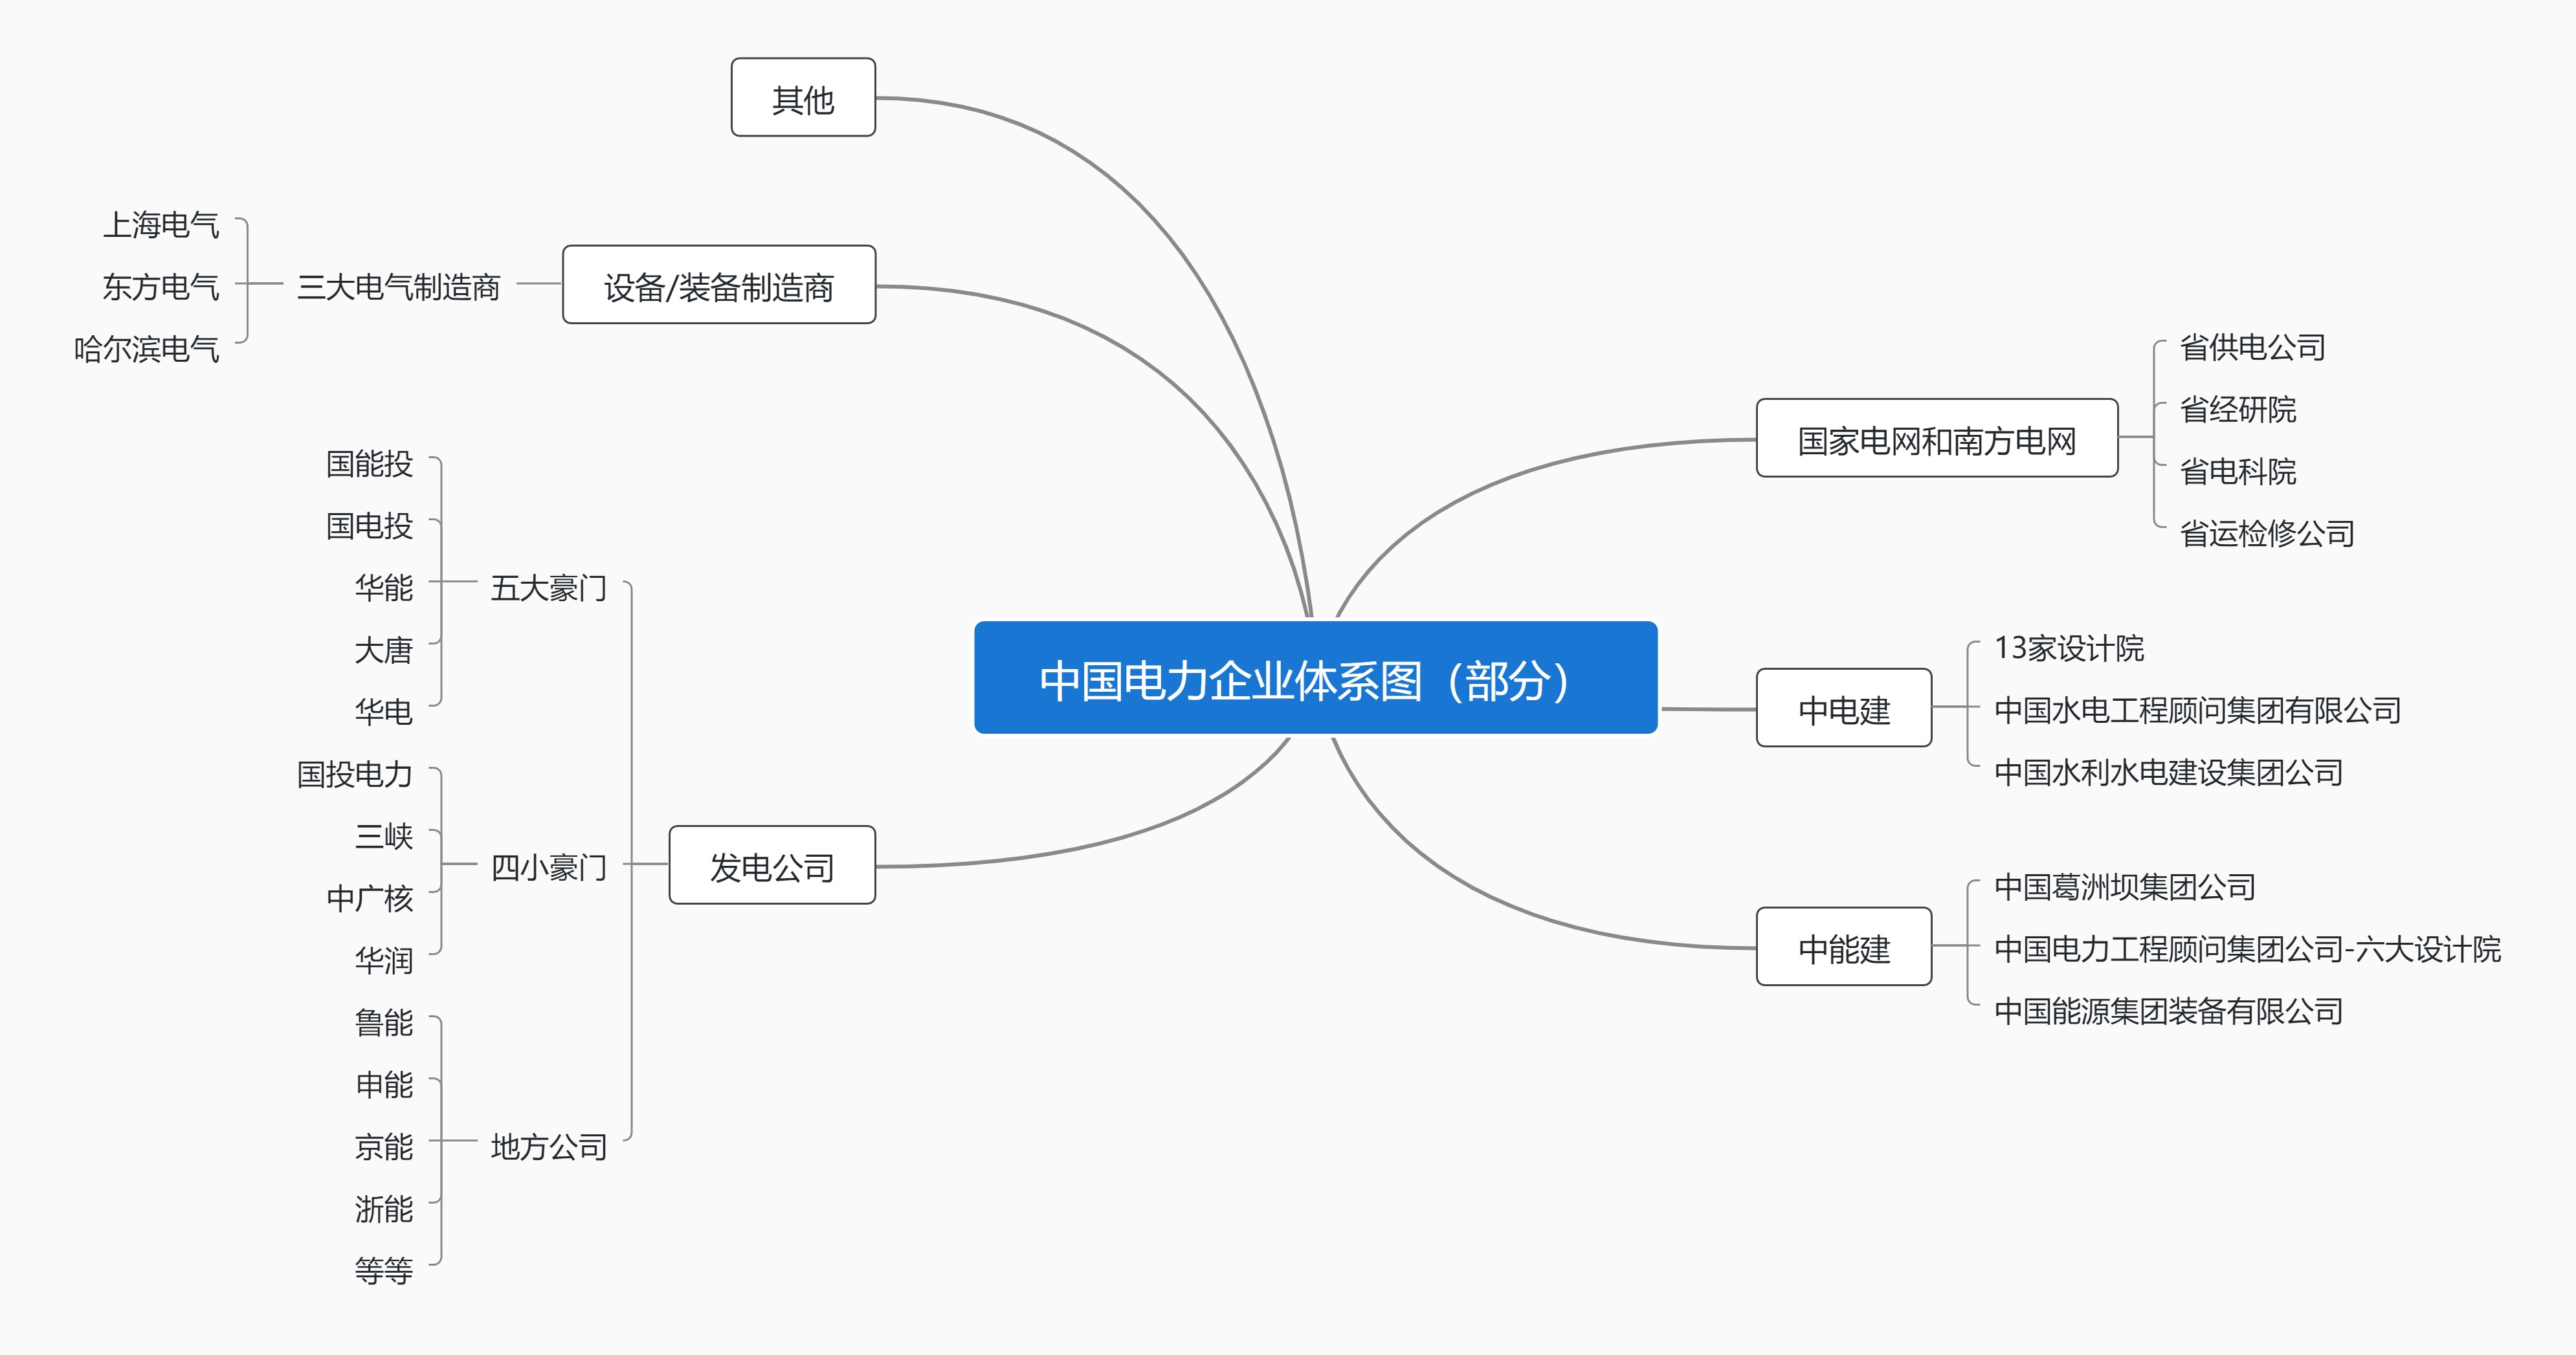 中国电力企业体系图（部分）
国家电网和南方电网
省供电公司
省经研院
省电科院
省运检修公司
中电建
13家设计院
中国水电工程顾问集团有限公司
中国水利水电建设集团公司
中能建
中国葛洲坝集团公司
中国电力工程顾问集团公司-六大设计院
中国能源集团装备有限公司
其他
设备/装备制造商
三大电气制造商
上海电气
东方电气
哈尔滨电气
发电公司
五大豪门
国能投
国电投
华能
大唐
华电
四小豪门
国投电力
三峡
中广核
华润
地方公司
鲁能
申能
京能
浙能
等等